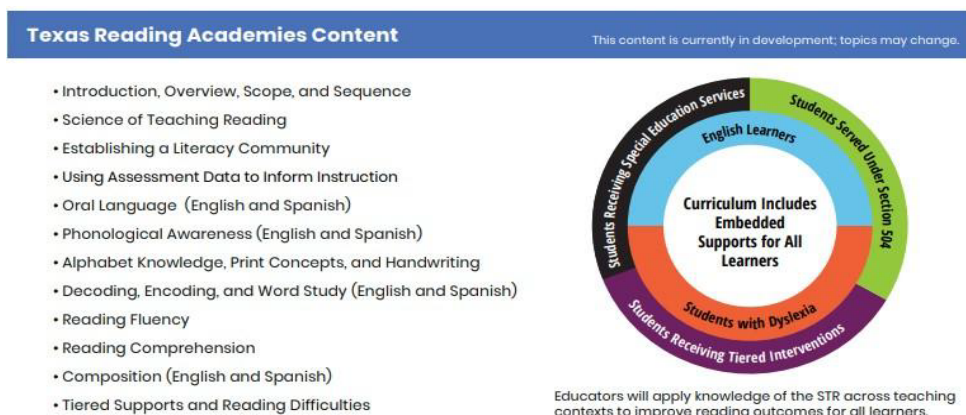 Texas Reading Academies Content
This content is currently in development; topics may change.
• Introduction, Overview, Scope, and Sequence
• Science of Teaching Reading
• Establishing a Literacy Community
• Using Assessment Data to Inform Instruction
• Oral Language (English and Spanish)
• Phonological Awareness (English and Spanish)
• Alphabet Knowledge, Print Concepts, and Handwriting
• Decoding, Encoding, and Word Study (English and Spanish)
• Reading Fluency
• Reading Comprehension
• Composition (English and Spanish)
• Tiered Supports and Reading Difficulties
Students Receiving Special Education Services
Students Served Under Section 504
English Learners
Curriculum Includes
Embedded
Supports for All
Learners
Students with Dyslexia
Students Receiving Tiered Interventions
Educators will apply knowledge of the STR across teaching
contexts to improve reading outcomes for all learners.